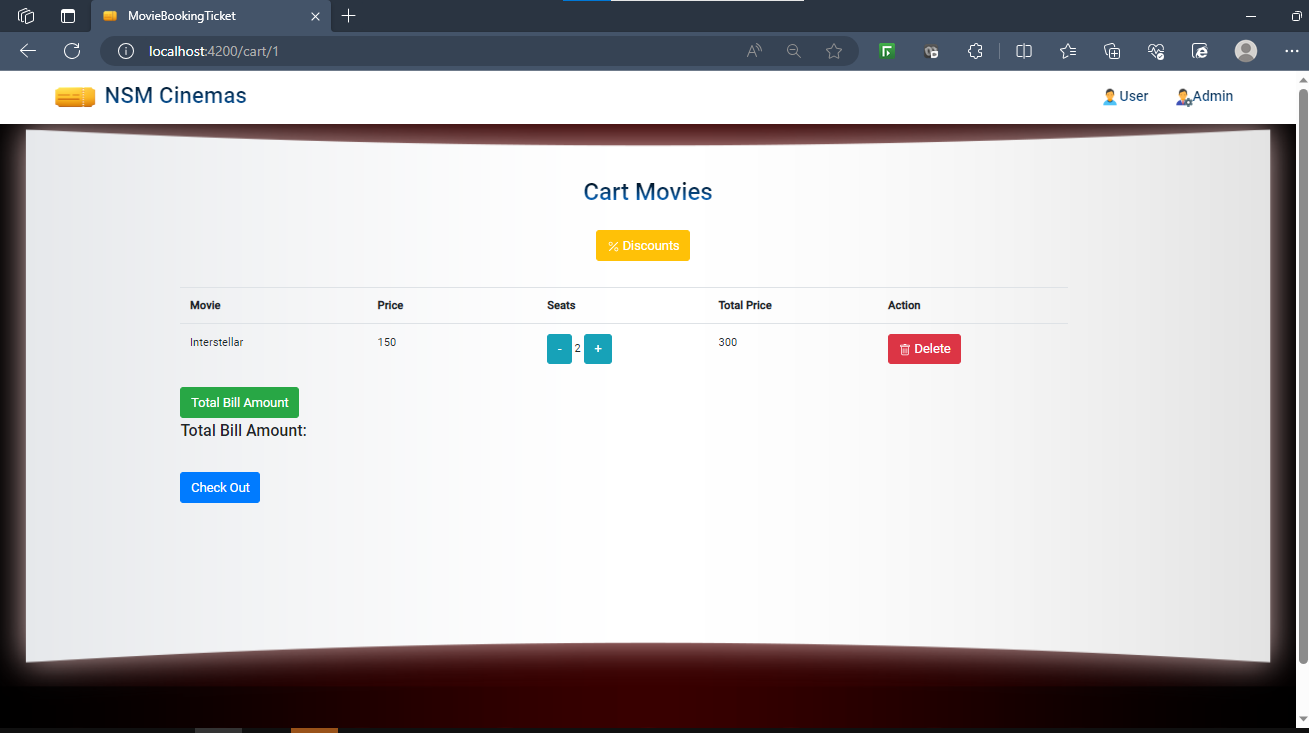 MovieBookingTicket
localhost:4200/cart/1
NSM Cinemas
User
Admin
Cart Movies
% Discounts
Movie Price Seats Total Price Action
Interstellar 150 - 2 + 300 Delete
Total Bill Amount
Total Bill Amount:
Check Out